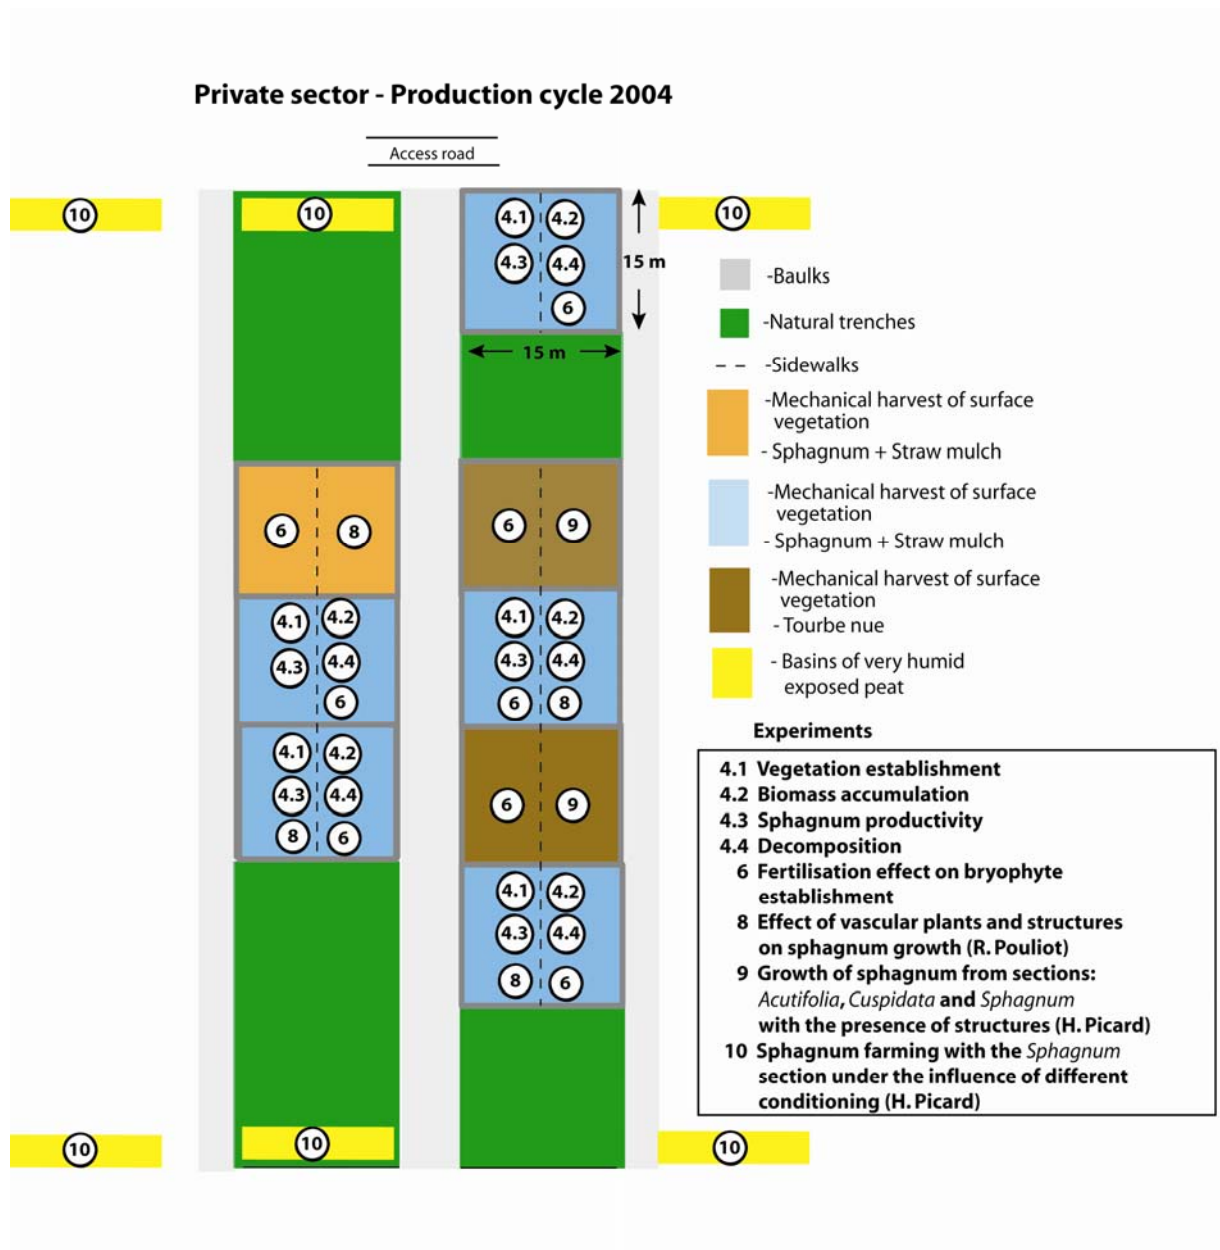 Private sector - Production cycle 2004
Access road
10
10
4.1 4.2
10
4.3 4.4
15 m
6
-Baulks
-Natural trenches
15 m
-Sidewalks
-Mechanical harvest of surface
vegetation
- Sphagnum + Straw mulch
-Mechanical harvest of surface
vegetation
- Sphagnum + Straw mulch
-Mechanical harvest of surface
vegetation
- Tourbe nue
- Basins of very humid
exposed peat
6 8
6 9
4.1 4.2
4.3 4.4
6
4.1 4.2
4.3 4.4
6 8
4.1 4.2
4.3 4.4
8 6
6 9
4.1 4.2
4.3 4.4
8 6
10
10
10
Experiments
4.1 Vegetation establishment
4.2 Biomass accumulation
4.3 Sphagnum productivity
4.4 Decomposition
6 Fertilisation effect on bryophyte
establishment
8 Effect of vascular plants and structures
on sphagnum growth (R. Pouliot)
9 Growth of sphagnum from sections:
Acutifolia, Cuspidata and Sphagnum
with the presence of structures (H. Picard)
10 Sphagnum farming with the Sphagnum
section under the influence of different
conditioning (H. Picard)